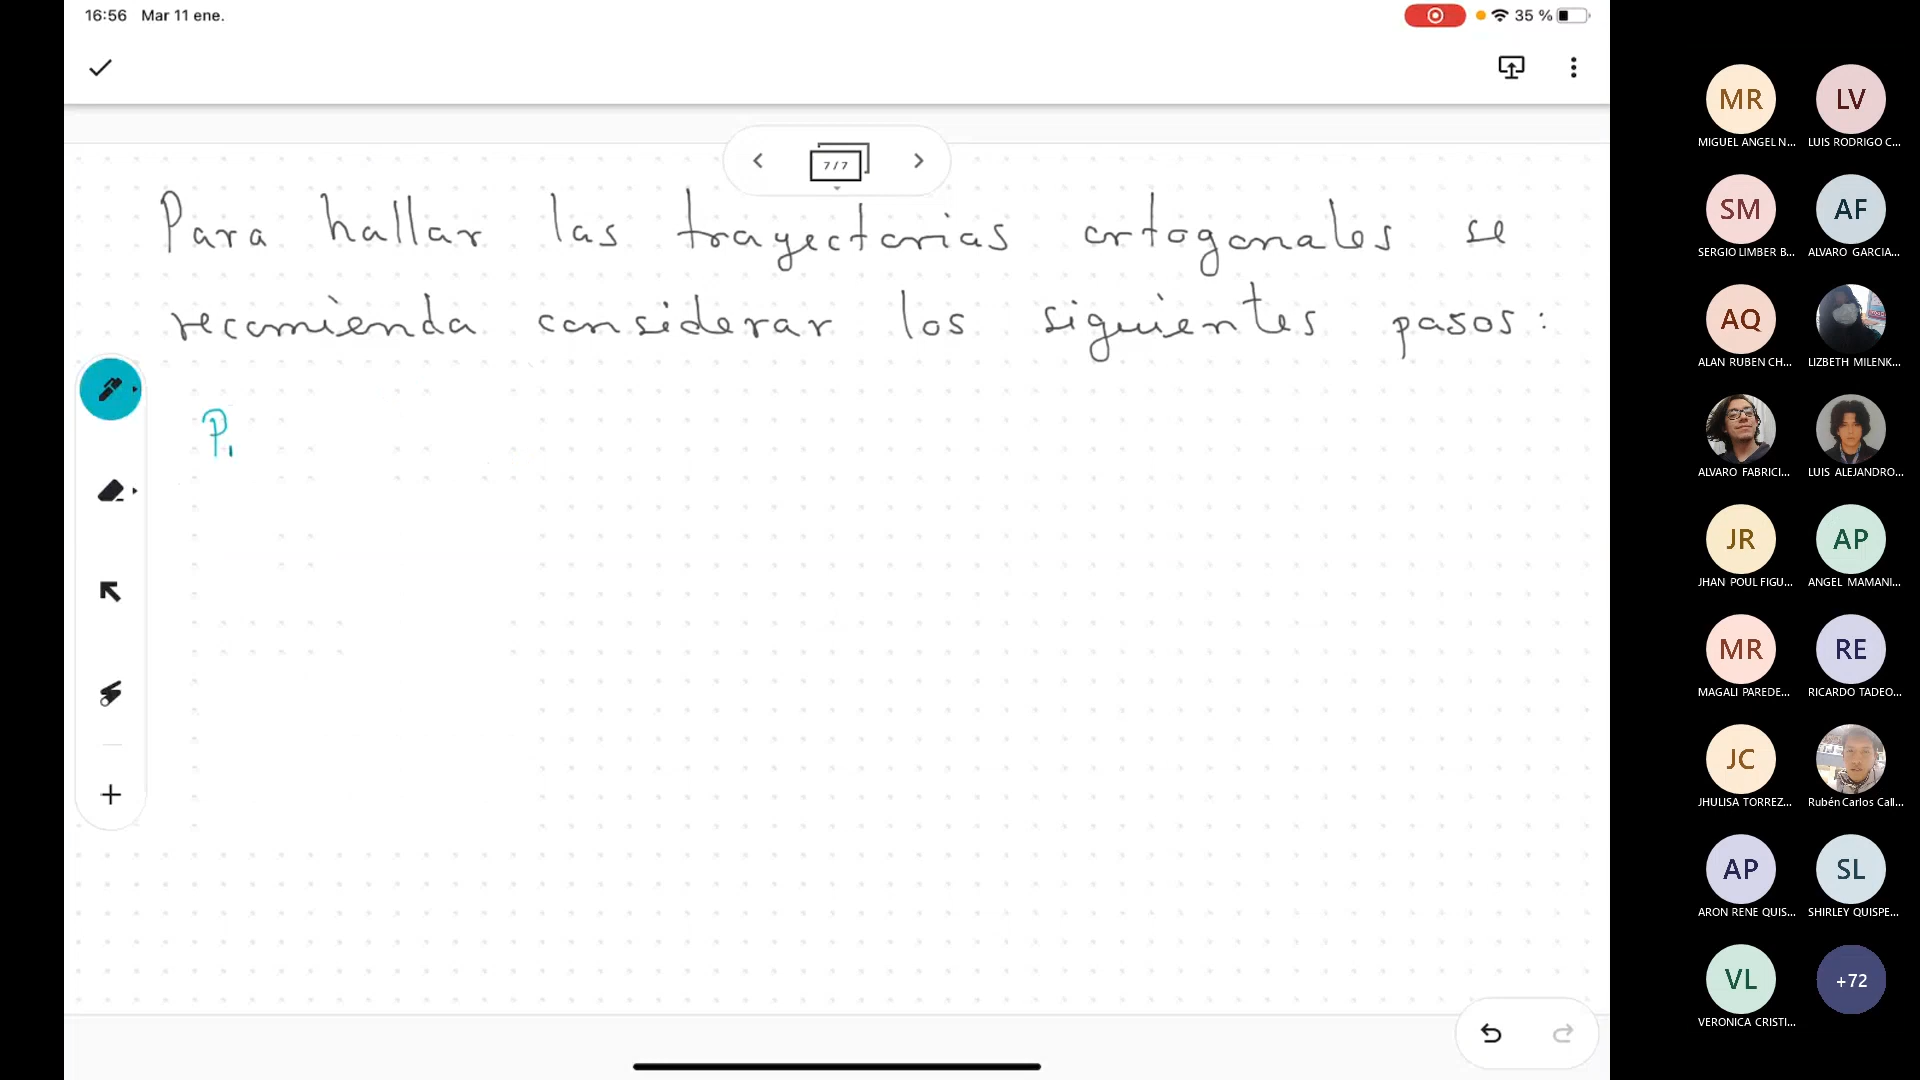 16:56 Mar 11 ene.
35 %
7/7
Para hallar las trayectorias ortogonales se
recomienda considerar los siguientes pasos:
P₁
MR LV
MIGUEL ANGEL N... LUIS RODRIGO C...
SM AF
SERGIO LIMBER B... ALVARO GARCIA...
AQ
ALAN RUBEN CH... LIZBETH MILENK...
ALVARO FABRICI... LUIS ALEJANDRO...
JR AP
JHAN POUL FIGU... ANGEL MAMANI...
MR RE
MAGALI PAREDE... RICARDO TADEO...
JC
JHULISA TORREZ... Rubén Carlos Call...
AP SL
ARON RENE QUIS... SHIRLEY QUISPE...
VL +72
VERONICA CRISTI...